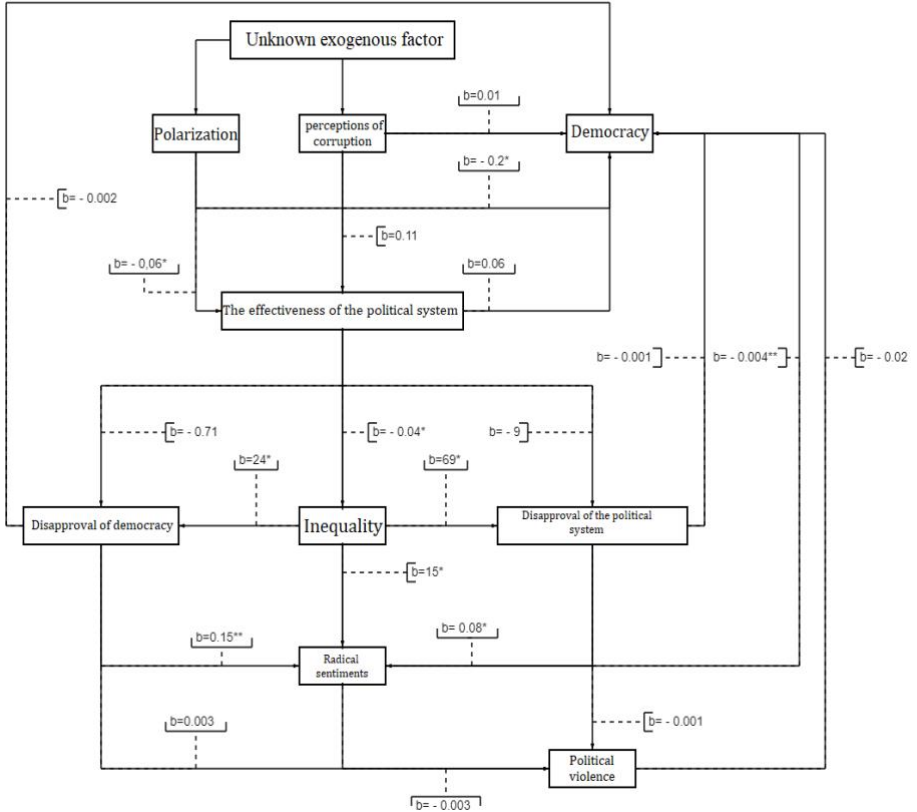 Unknown exogenous factor
b=0.01
Polarization
perceptions of
corruption
Democracy
b= - 0.2*
b= - 0.002
b=0.11
b= - 0.06*
b=0.06
The effectiveness of the political system
b= - 0.001
b= - 0.004**
b= - 0.02
b= - 0.71
b= - 0.04*
b= - 9
b=24*
b=69*
Disapproval of democracy
Inequality
Disapproval of the political
system
b=15*
b=0.15**
b= 0.08*
Radical
sentiments
b=0.003
b= - 0.001
Political
violence
b= - 0.003